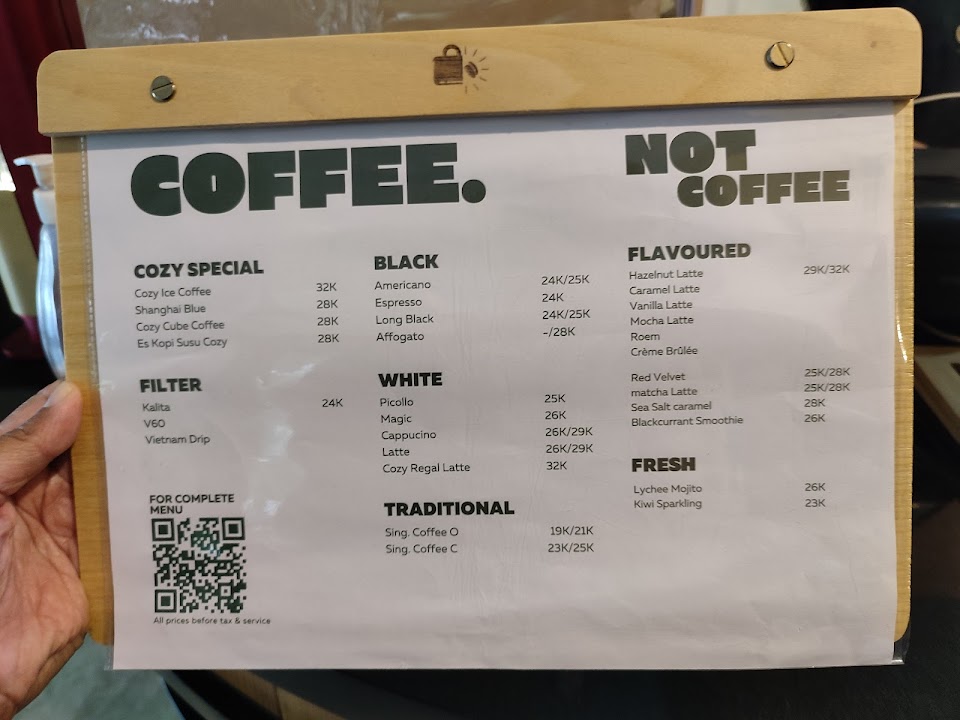 COFFEE.
COZY SPECIAL
Cozy Ice Coffee 32K
Shanghai Blue 28K
Cozy Cube Coffee 28K
Es Kopi Susu Cozy 28K
FILTER
Kalita 24K
V60
Vietnam Drip
FOR COMPLETE
MENU
All prices before tax & service
BLACK
Americano 24K/25K
Espresso 24K
Long Black 24K/25K
Affogato -/28K
WHITE
Picollo 25K
Magic 26K
Cappucino 26K/29K
Latte 26K/29K
Cozy Regal Latte 32K
TRADITIONAL
Sing. Coffee O 19K/21K
Sing. Coffee C 23K/25K
NOT
COFFEE
FLAVOURED
Hazelnut Latte 29K/32K
Caramel Latte
Vanilla Latte
Mocha Latte
Roem
Crème Brûlée
Red Velvet 25K/28K
matcha Latte 25K/28K
Sea Salt caramel 28K
Blackcurrant Smoothie 26K
FRESH
Lychee Mojito 26K
Kiwi Sparkling 23K